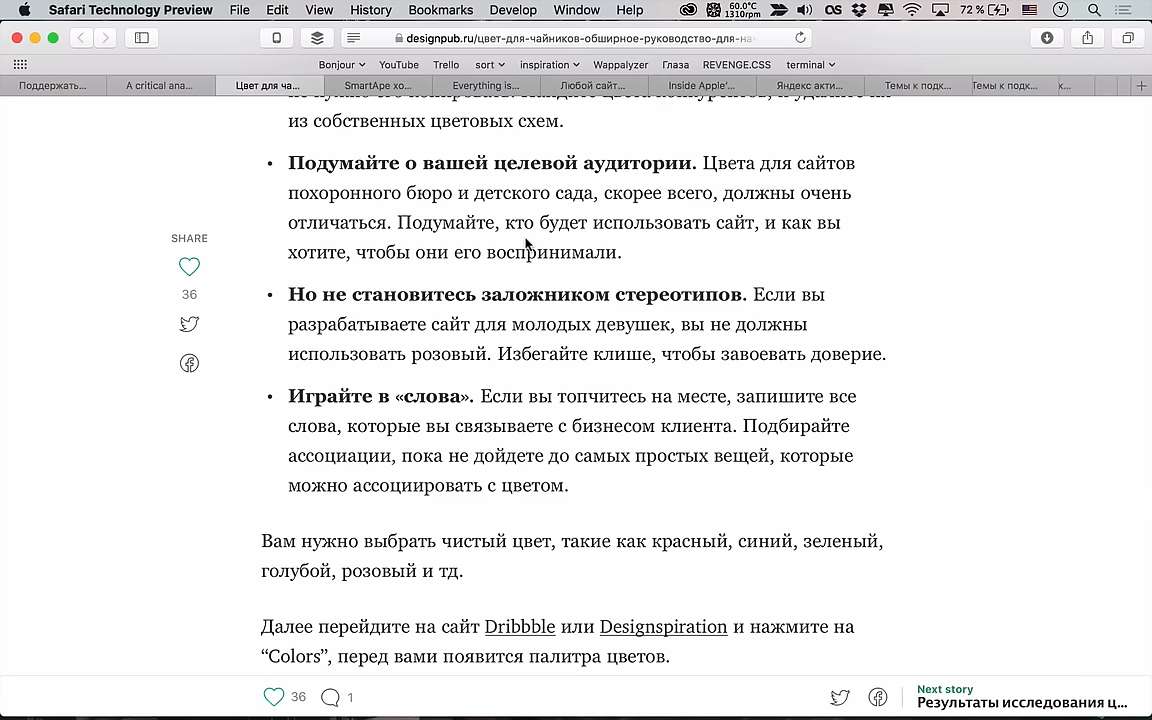 Safari Technology Preview File Edit View History Bookmarks Develop Window Help 60.0°C 1310rpm 72 %
designpub.ru/цвет-для-чайников-обширное-руководство-для-на
Bonjour YouTube Trello sort inspiration Wappalyzer Глаза REVENGE.CSS terminal
Поддержать... A critical ana... Цвет для ча... SmartApe хо... Everything is... Любой сайт... Inside Apple'... Яндекс акти... Темы к подк... Темы к подк... к...
из собственных цветовых схем.
• Подумайте о вашей целевой аудитории. Цвета для сайтов
похоронного бюро и детского сада, скорее всего, должны очень
отличаться. Подумайте, кто будет использовать сайт, и как вы
хотите, чтобы они его воспринимали.
SHARE
36
• Но не становитесь заложником стереотипов. Если вы
разрабатываете сайт для молодых девушек, вы не должны
использовать розовый. Избегайте клише, чтобы завоевать доверие.
• Играйте в «слова». Если вы топчитесь на месте, запишите все
слова, которые вы связываете с бизнесом клиента. Подбирайте
ассоциации, пока не дойдете до самых простых вещей, которые
можно ассоциировать с цветом.
Вам нужно выбрать чистый цвет, такие как красный, синий, зеленый,
голубой, розовый и тд.
Далее перейдите на сайт Dribbble или Designspiration и нажмите на
“Colors”, перед вами появится палитра цветов.
36 1
Next story
Результаты исследования ц...